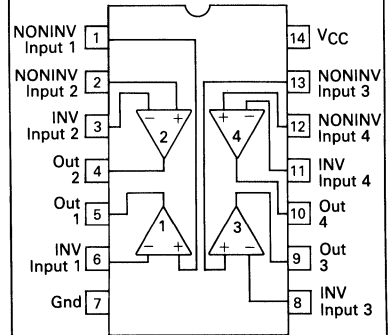 NONINV
Input 1
1
NONINV
Input 2
2
INV
Input 2
3
Out
2
4
Out
1
5
INV
Input 1
6
Gnd
7
14
VCC
13
NONINV
Input 3
12
NONINV
Input 4
11
INV
Input 4
10
Out
4
9
Out
3
8
INV
Input 3
− +
2
+ −
4
1
− +
3
+ −